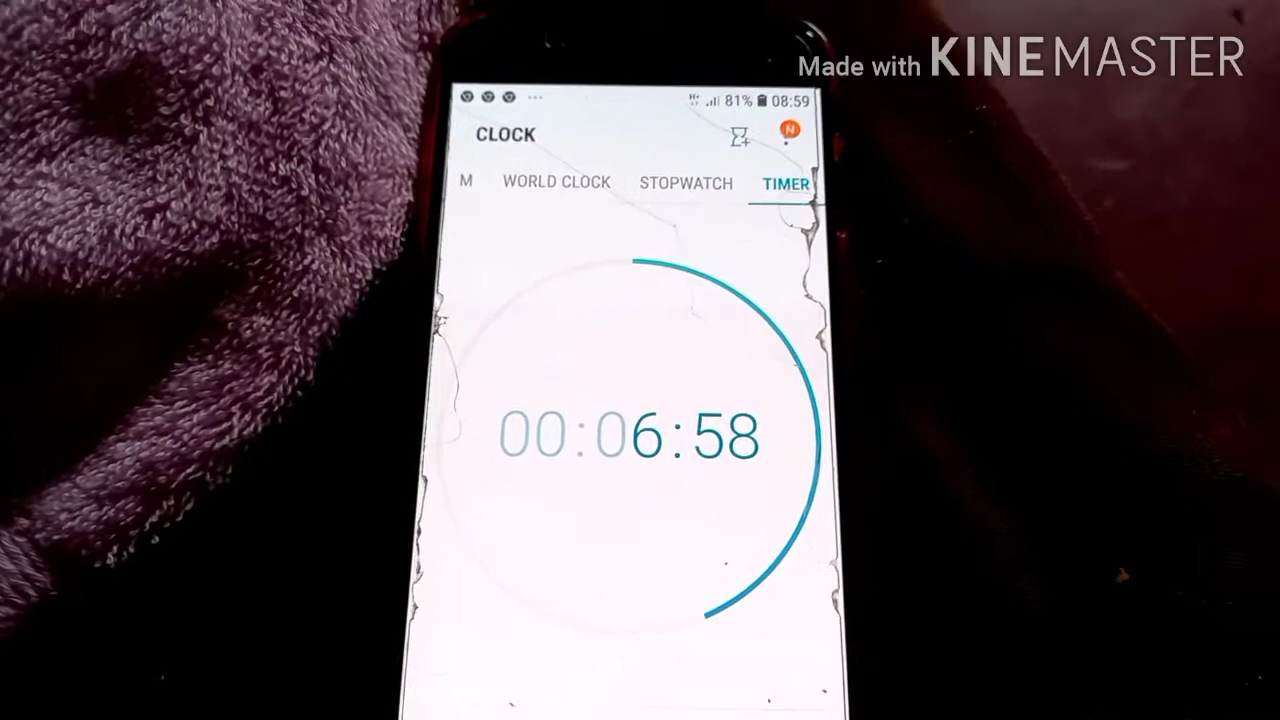 Made with KINEMASTER
81% 08:59
CLOCK
N
M WORLD CLOCK STOPWATCH TIMER
00:06:58